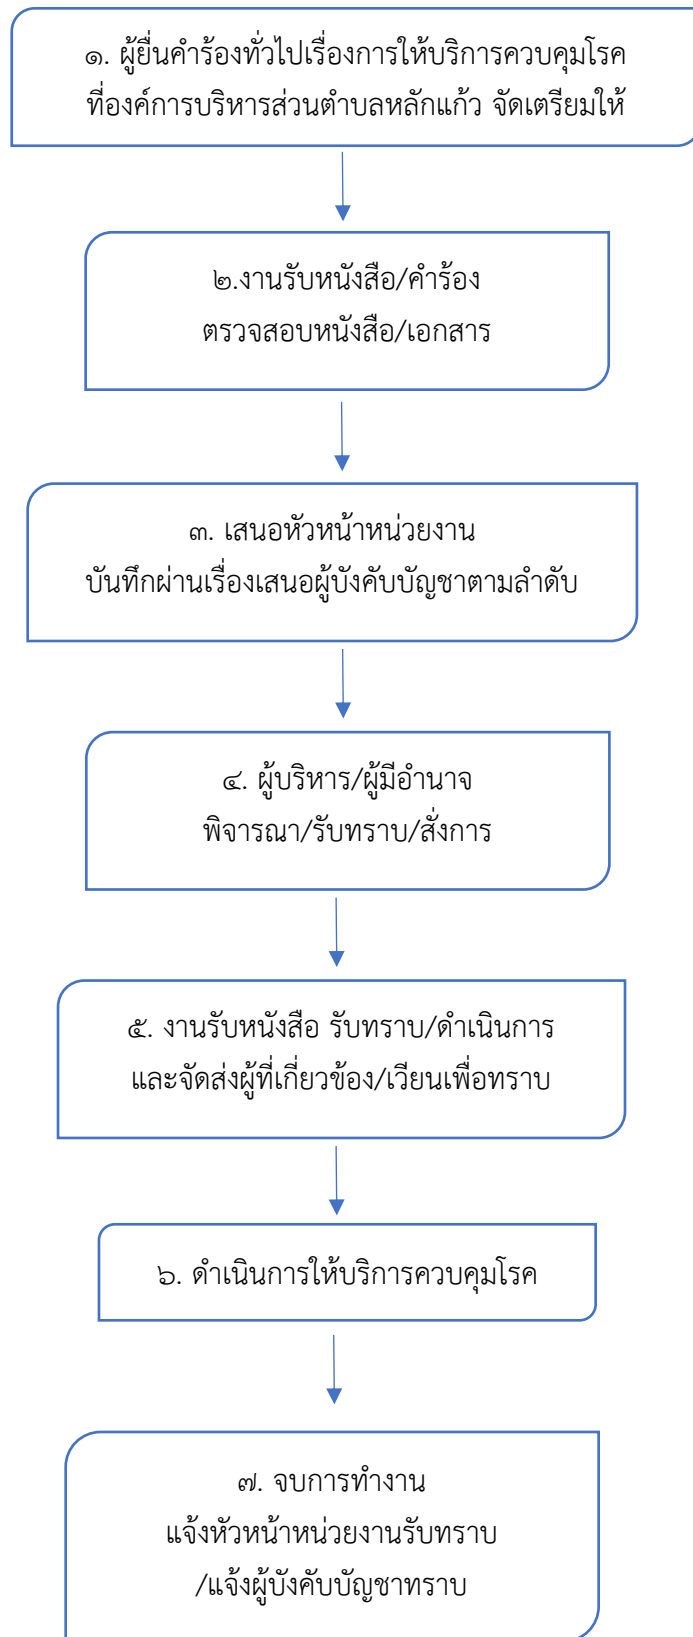 ๑. ผู้ยื่นคำร้องทั่วไปเรื่องการให้บริการควบคุมโรค
ที่องค์การบริหารส่วนตำบลหลักแก้ว จัดเตรียมให้
๒.งานรับหนังสือ/คำร้อง
ตรวจสอบหนังสือ/เอกสาร
๓. เสนอหัวหน้าหน่วยงาน
บันทึกผ่านเรื่องเสนอผู้บังคับบัญชาตามลำดับ
๔. ผู้บริหาร/ผู้มีอำนาจ
พิจารณา/รับทราบ/สั่งการ
๕. งานรับหนังสือ รับทราบ/ดำเนินการ
และจัดส่งผู้ที่เกี่ยวข้อง/เวียนเพื่อทราบ
๖. ดำเนินการให้บริการควบคุมโรค
๗. จบการทำงาน
แจ้งหัวหน้าหน่วยงานรับทราบ
/แจ้งผู้บังคับบัญชาทราบ